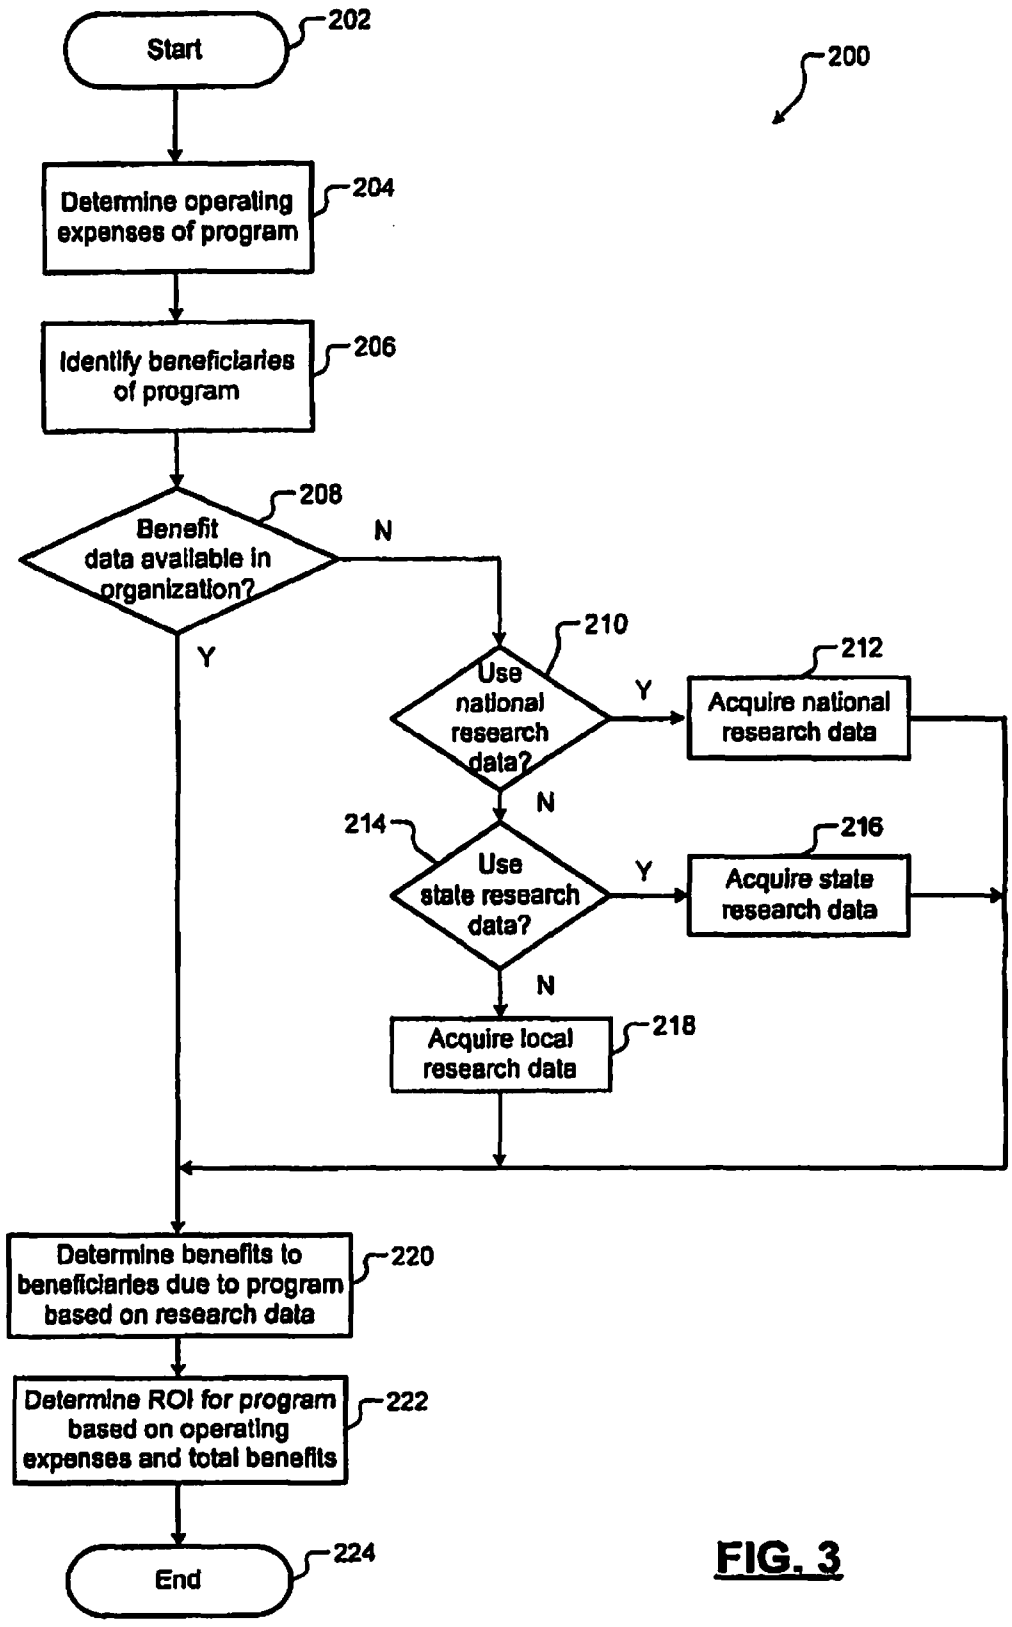 Start
202
200
Determine operating
expenses of program
204
Identify beneficiaries
of program
206
Benefit
data available in
organization?
208
N
Y
Use
national
research
data?
210
Y
Acquire national
research data
212
N
214
Use
state research
data?
Y
Acquire state
research data
216
N
Acquire local
research data
218
Determine benefits to
beneficiaries due to program
based on research data
220
Determine ROI for program
based on operating
expenses and total benefits
222
End
224
FIG. 3